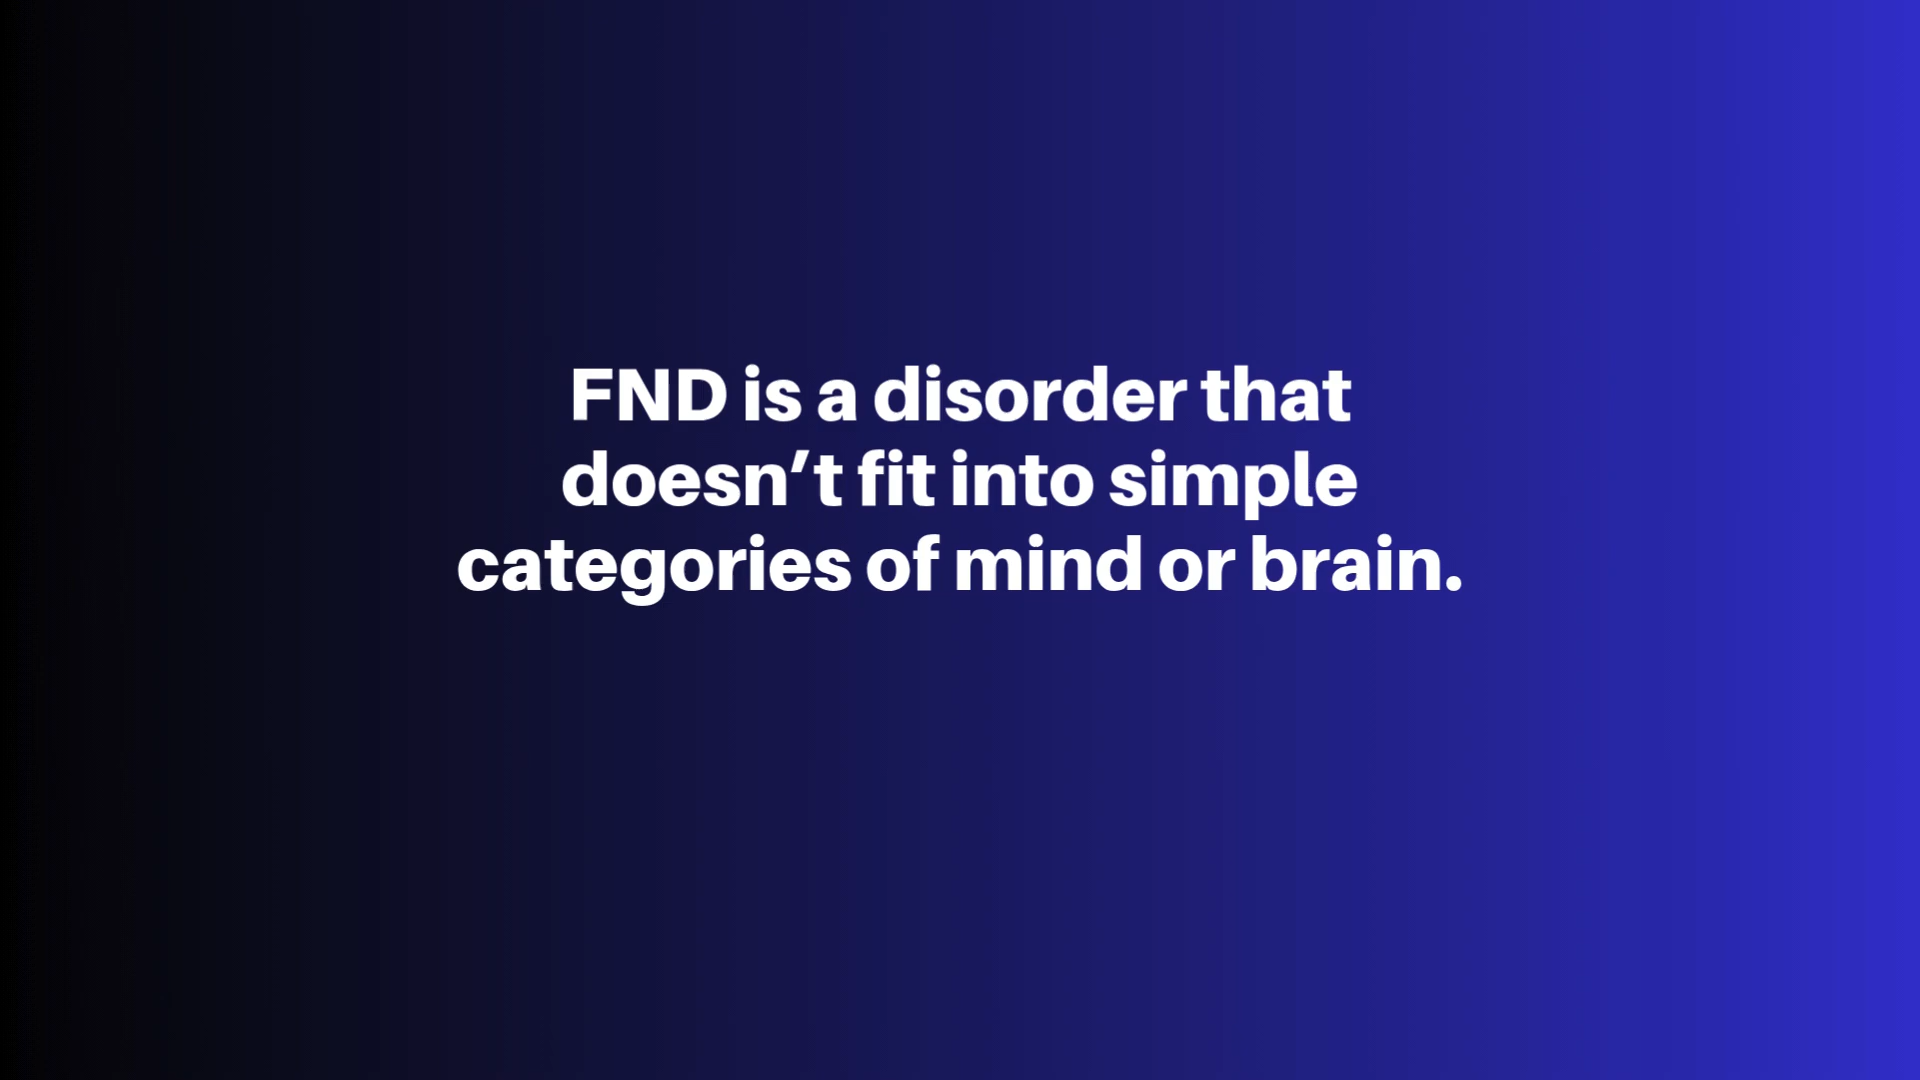 FND is a disorder that
doesn’t fit into simple
categories of mind or brain.